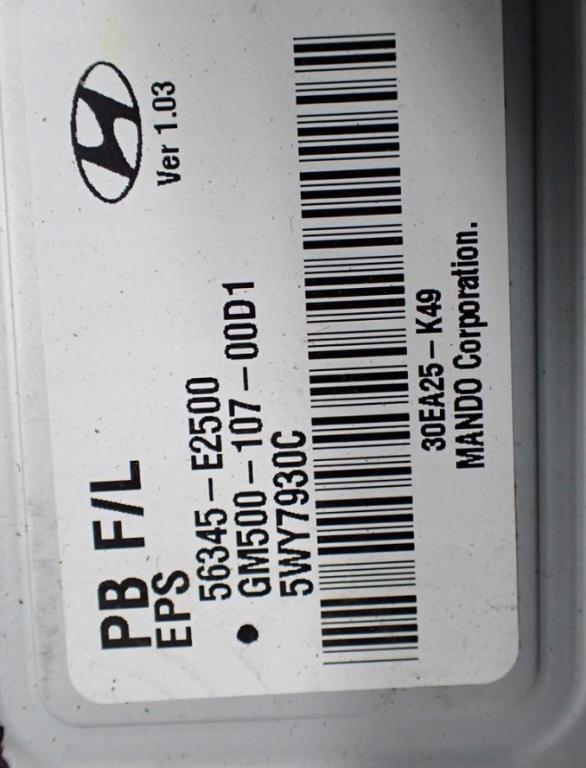 PB F/L
EPS
Ver 1.03
56345-E2500
• GM500-107-00D1
5WY7930C
30EA25-K49
MANDO Corporation.